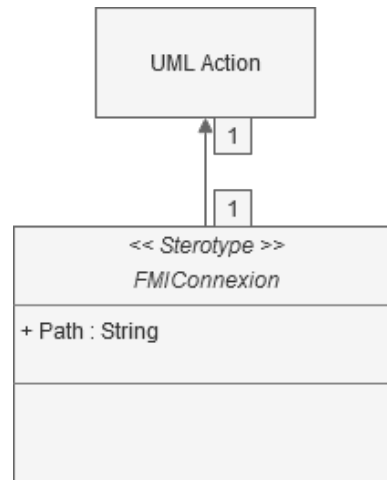 UML Action
1
1
<< Sterotype >>
FMIConnexion
+ Path : String